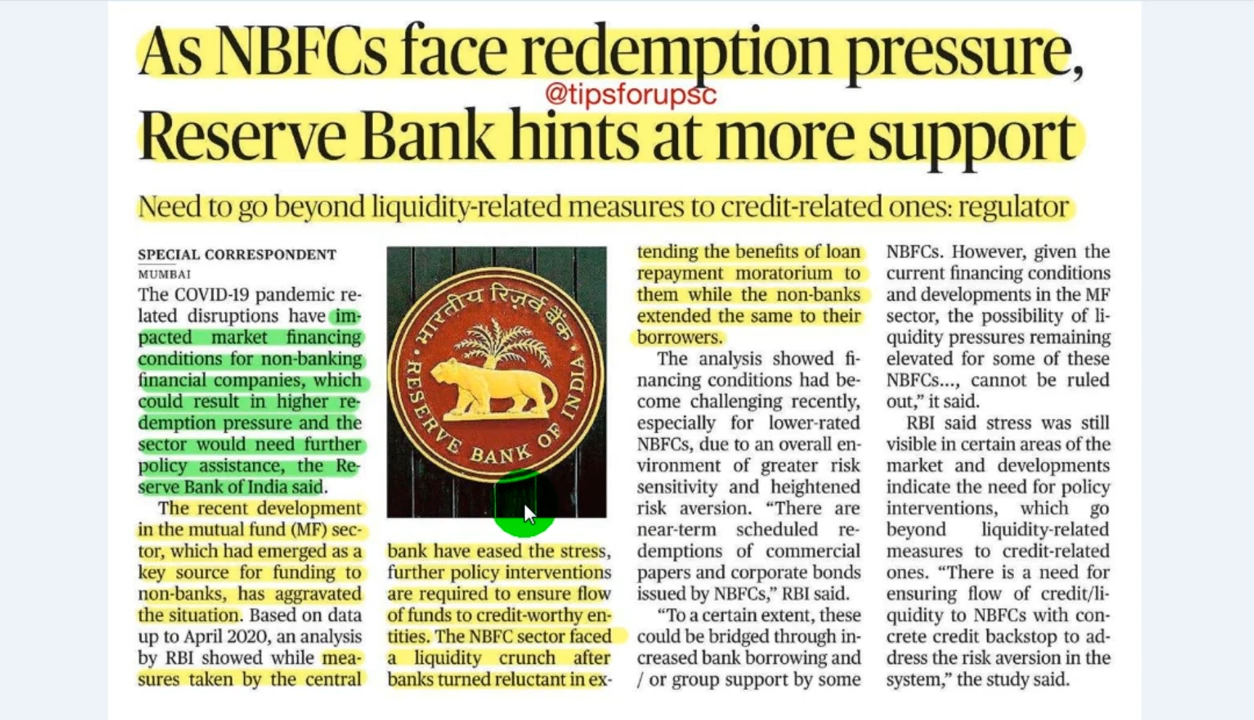 As NBFCs face redemption pressure,
@tipsforupsc
Reserve Bank hints at more support
Need to go beyond liquidity-related measures to credit-related ones: regulator
SPECIAL CORRESPONDENT
MUMBAI
The COVID-19 pandemic re-
lated disruptions have im-
pacted market financing
conditions for non-banking
financial companies, which
could result in higher re-
demption pressure and the
sector would need further
policy assistance, the Re-
serve Bank of India said.
The recent development
in the mutual fund (MF) sec-
tor, which had emerged as a
key source for funding to
non-banks, has aggravated
the situation. Based on data
up to April 2020, an analysis
by RBI showed while mea-
sures taken by the central
भारतीय रिज़र्व बैंक
RESERVE BANK OF INDIA
bank have eased the stress,
further policy interventions
are required to ensure flow
of funds to credit-worthy en-
tities. The NBFC sector faced
a liquidity crunch after
banks turned reluctant in ex-
tending the benefits of loan
repayment moratorium to
them while the non-banks
extended the same to their
borrowers.
The analysis showed fi-
nancing conditions had be-
come challenging recently,
especially for lower-rated
NBFCs, due to an overall en-
vironment of greater risk
sensitivity and heightened
risk aversion. “There are
near-term scheduled re-
demptions of commercial
papers and corporate bonds
issued by NBFCs,” RBI said.
“To a certain extent, these
could be bridged through in-
creased bank borrowing and
/ or group support by some
NBFCs. However, given the
current financing conditions
and developments in the MF
sector, the possibility of li-
quidity pressures remaining
elevated for some of these
NBFCs..., cannot be ruled
out,” it said.
RBI said stress was still
visible in certain areas of the
market and developments
indicate the need for policy
interventions, which go
beyond liquidity-related
measures to credit-related
ones. “There is a need for
ensuring flow of credit/li-
quidity to NBFCs with con-
crete credit backstop to ad-
dress the risk aversion in the
system,” the study said.